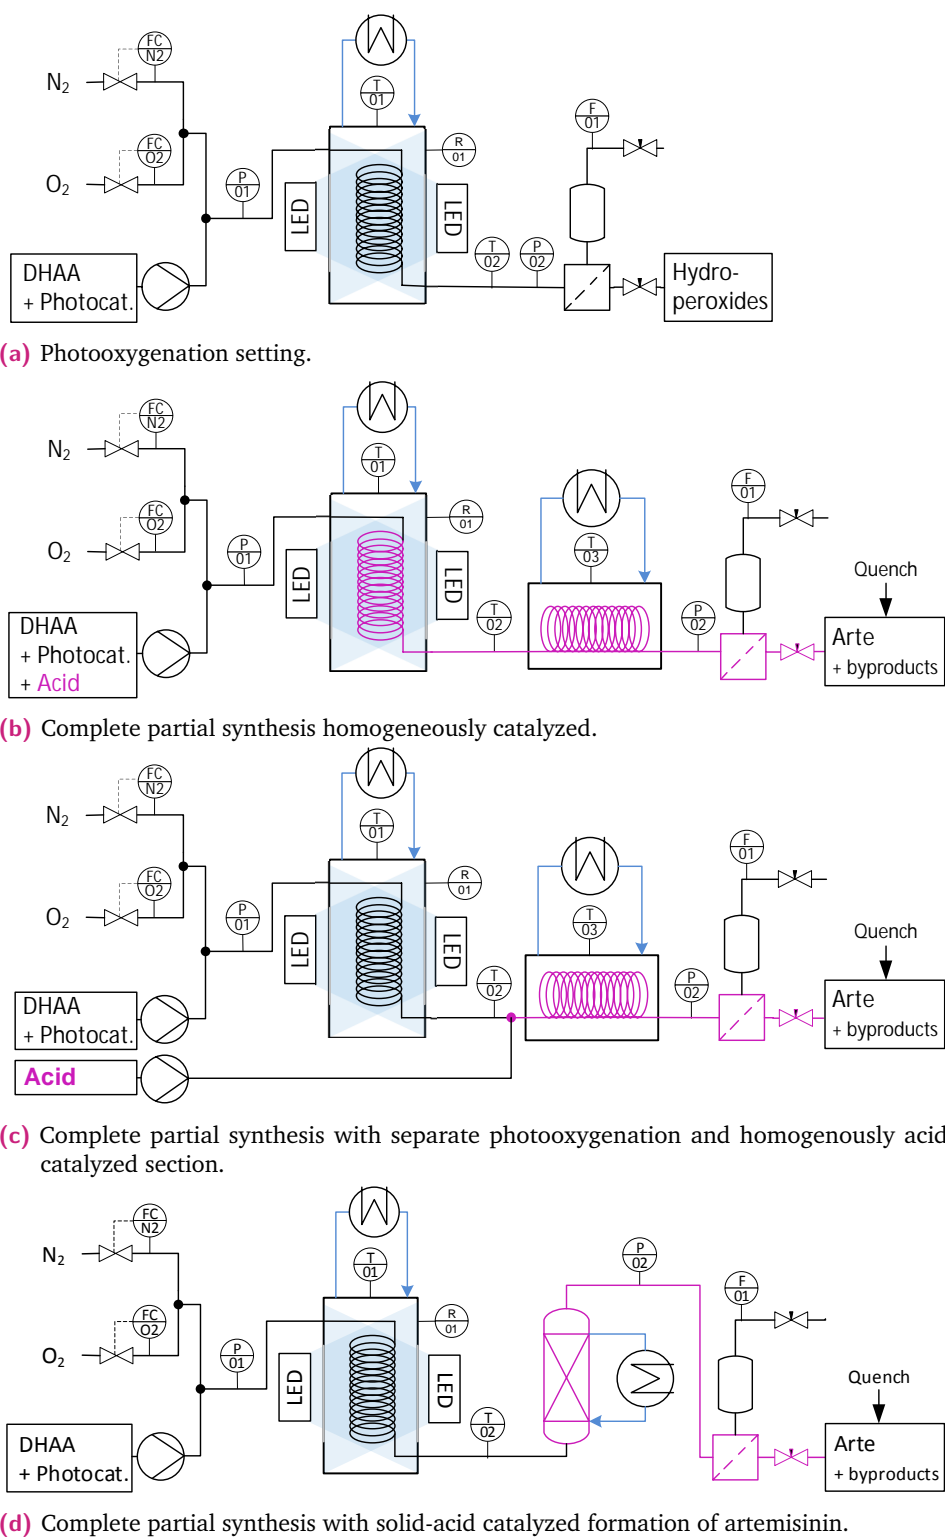 FC
N2
N2
T
01
F
01
FC
O2
R
01
O2
P
01
LED
LED
T
02
P
02
DHAA
+ Photocat.
Hydro-
peroxides
(a) Photooxygenation setting.
FC
N2
N2
T
01
F
01
R
01
FC
O2
O2
P
01
T
03
LED
LED
Quench
T
02
P
02
DHAA
+ Photocat.
+ Acid
Arte
+ byproducts
(b) Complete partial synthesis homogeneously catalyzed.
FC
N2
N2
T
01
F
01
FC
O2
R
01
O2
P
01
T
03
LED
LED
Quench
T
02
P
02
DHAA
+ Photocat.
Arte
+ byproducts
Acid
(c) Complete partial synthesis with separate photooxygenation and homogenously acid
catalyzed section.
FC
N2
N2
T
01
P
02
F
01
FC
O2
R
01
O2
P
01
LED
LED
Quench
T
02
DHAA
+ Photocat.
Arte
+ byproducts
(d) Complete partial synthesis with solid-acid catalyzed formation of artemisinin.